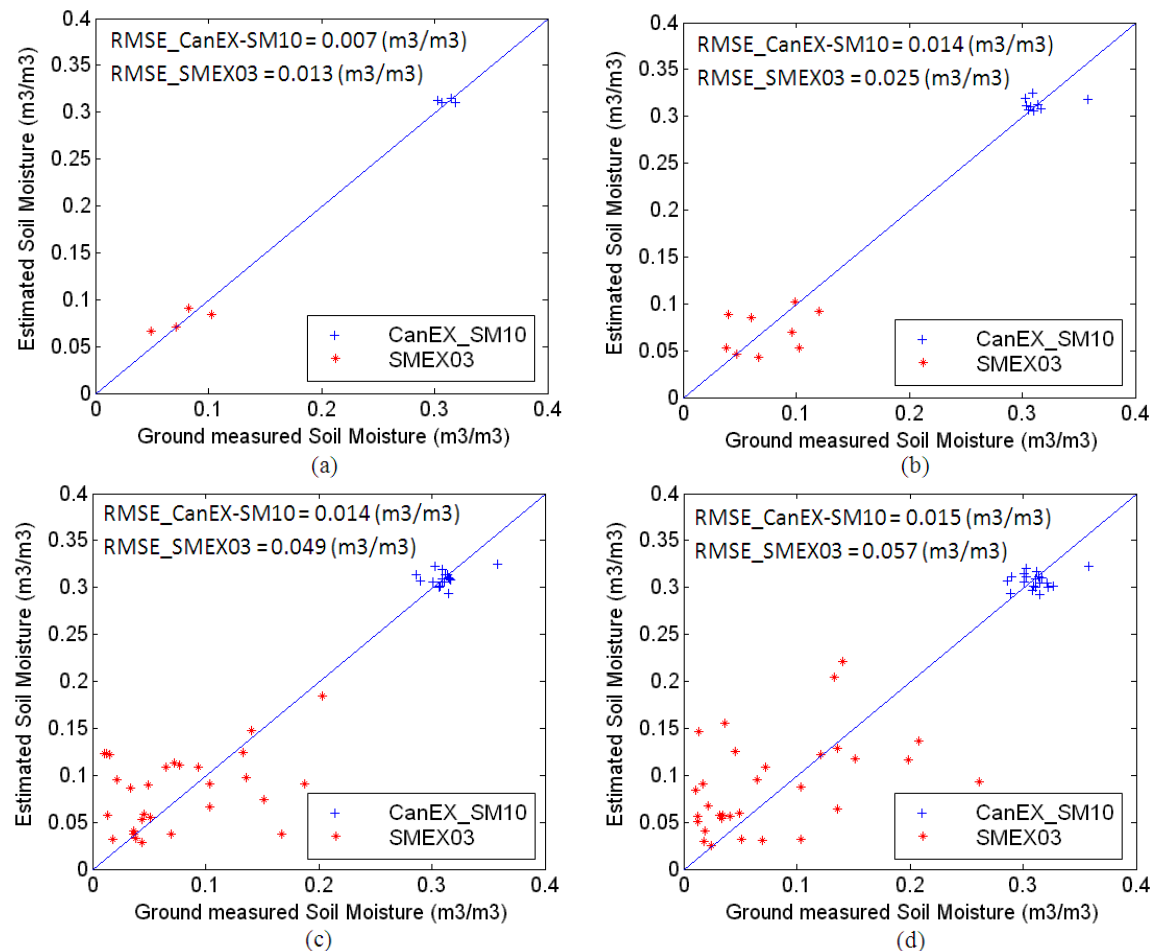 RMSE_CanEX-SM10 = 0.007 (m3/m3)
RMSE_SMEX03 = 0.013 (m3/m3)
Estimated Soil Moisture (m3/m3)
0.4
0.35
0.3
0.25
0.2
0.15
0.1
0.05
0
CanEX_SM10
SMEX03
0 0.1 0.2 0.3 0.4
Ground measured Soil Moisture (m3/m3)
(a)
RMSE_CanEX-SM10 = 0.014 (m3/m3)
RMSE_SMEX03 = 0.025 (m3/m3)
Estimated Soil Moisture (m3/m3)
0.4
0.35
0.3
0.25
0.2
0.15
0.1
0.05
0
CanEX_SM10
SMEX03
0 0.1 0.2 0.3 0.4
Ground measured Soil Moisture (m3/m3)
(b)
RMSE_CanEX-SM10 = 0.014 (m3/m3)
RMSE_SMEX03 = 0.049 (m3/m3)
Estimated Soil Moisture (m3/m3)
0.4
0.35
0.3
0.25
0.2
0.15
0.1
0.05
0
CanEX_SM10
SMEX03
0 0.1 0.2 0.3 0.4
Ground measured Soil Moisture (m3/m3)
(c)
RMSE_CanEX-SM10 = 0.015 (m3/m3)
RMSE_SMEX03 = 0.057 (m3/m3)
Estimated Soil Moisture (m3/m3)
0.4
0.35
0.3
0.25
0.2
0.15
0.1
0.05
0
CanEX_SM10
SMEX03
0 0.1 0.2 0.3 0.4
Ground measured Soil Moisture (m3/m3)
(d)